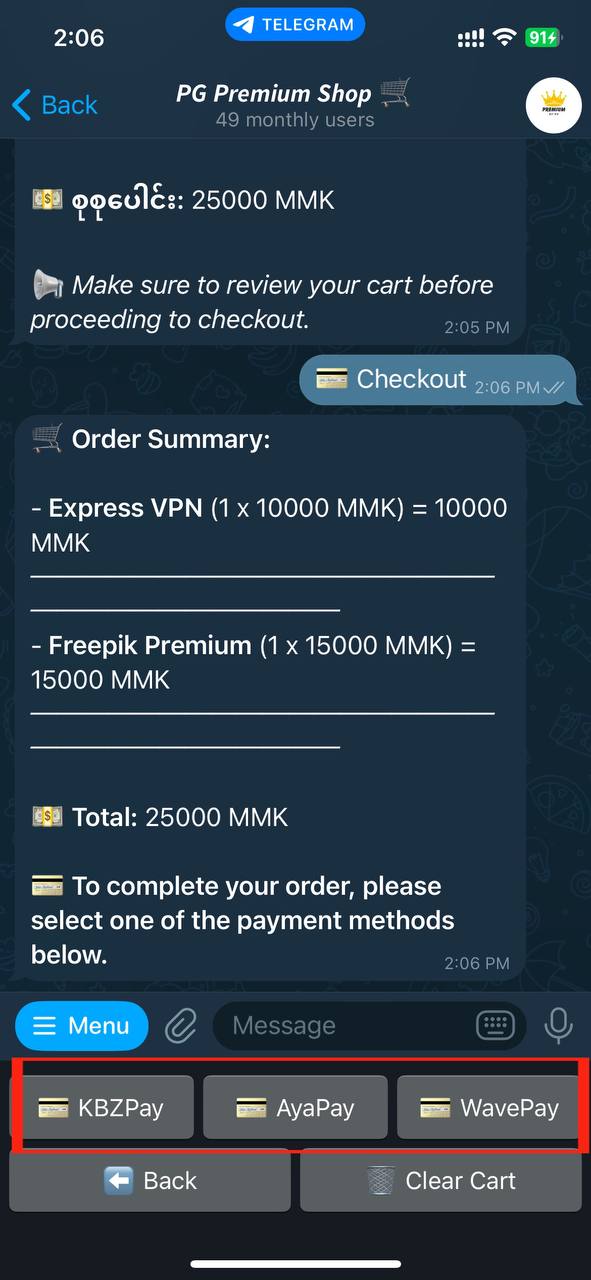 2:06
TELEGRAM
91
Back
PG Premium Shop 🛒
49 monthly users
💵 စုစုပေါင်း: 25000 MMK
📢 Make sure to review your cart before
proceeding to checkout.
2:05 PM
💳 Checkout 2:06 PM
🛒 Order Summary:
- Express VPN (1 x 10000 MMK) = 10000
MMK
- Freepik Premium (1 x 15000 MMK) =
15000 MMK
💵 Total: 25000 MMK
💳 To complete your order, please
select one of the payment methods
below.
2:06 PM
Menu
Message
💳 KBZPay
💳 AyaPay
💳 WavePay
⬅️ Back
🗑️ Clear Cart
PREMIUM